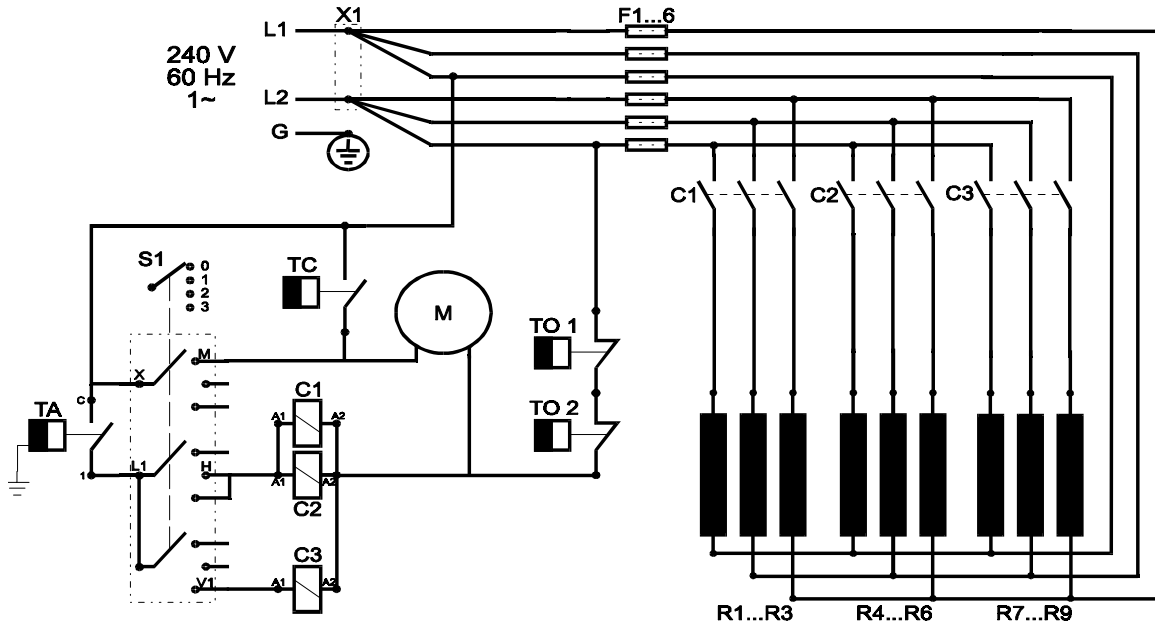 X1
F1...6
L1
240 V
60 Hz
1~
L2
G
C1
C2
C3
S1
0
1
2
3
TC
M
TO 1
M
X
C
TA
C1
A1
A2
TO 2
L1
H
1
A1
A2
C2
C3
V1
A1
A2
R1...R3
R4...R6
R7...R9